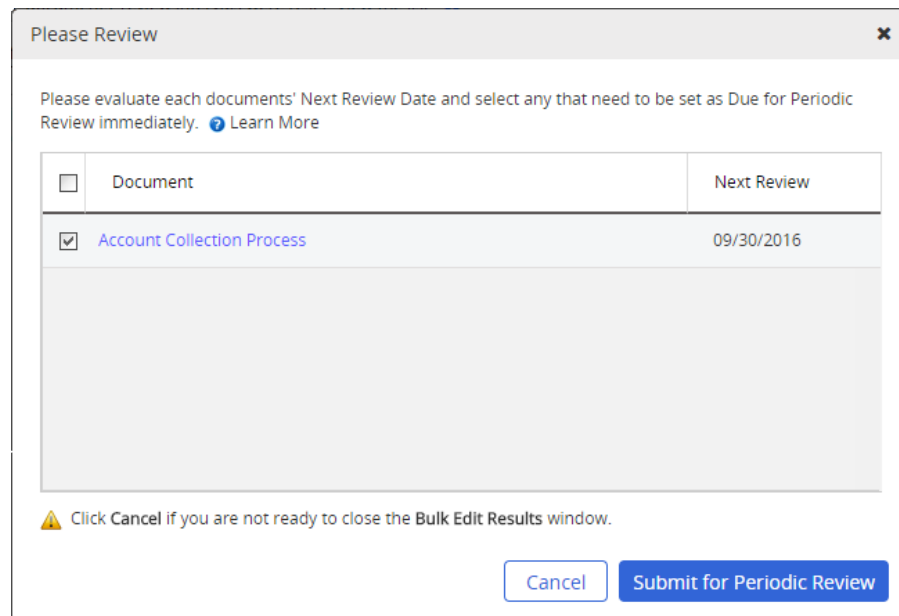 Please Review
Please evaluate each documents' Next Review Date and select any that need to be set as Due for Periodic
Review immediately. Learn More
Document Next Review
Account Collection Process 09/30/2016
Click Cancel if you are not ready to close the Bulk Edit Results window.
Cancel Submit for Periodic Review